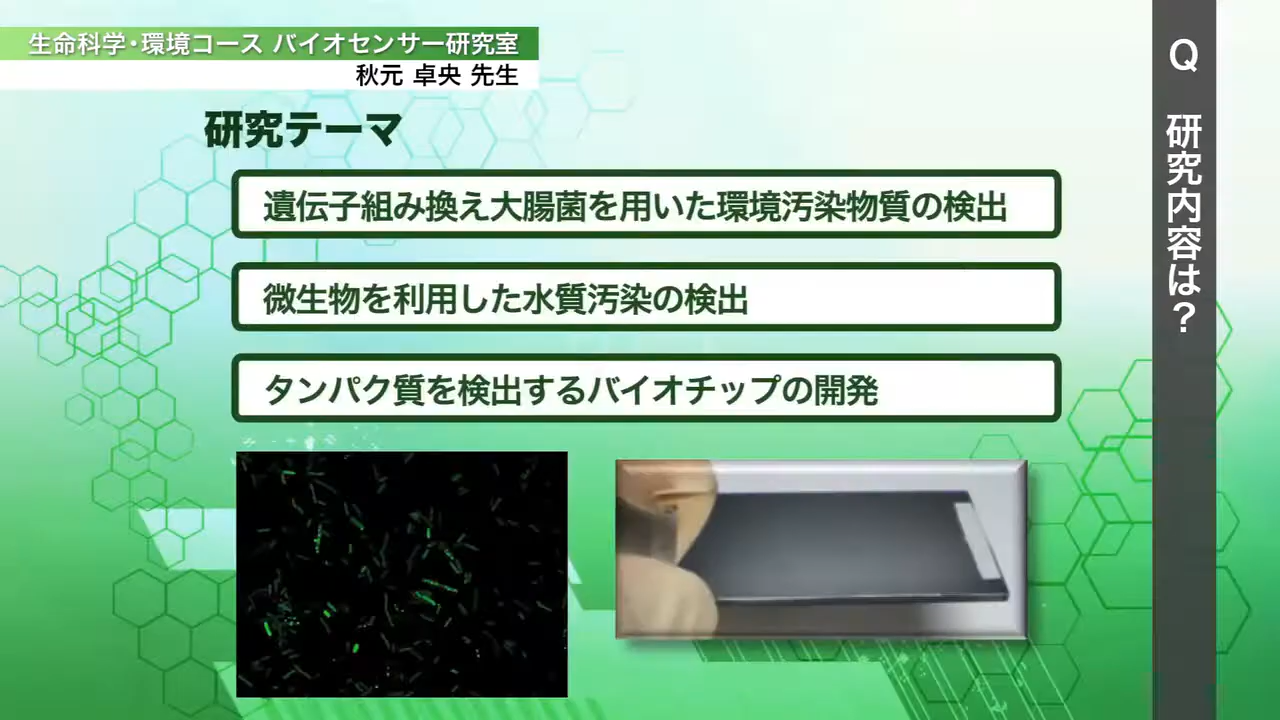 生命科学・環境コース バイオセンサー研究室
秋元 卓央 先生
研究テーマ
遺伝子組み換え大腸菌を用いた環境汚染物質の検出
微生物を利用した水質汚染の検出
タンパク質を検出するバイオチップの開発
Q 研究内容は？